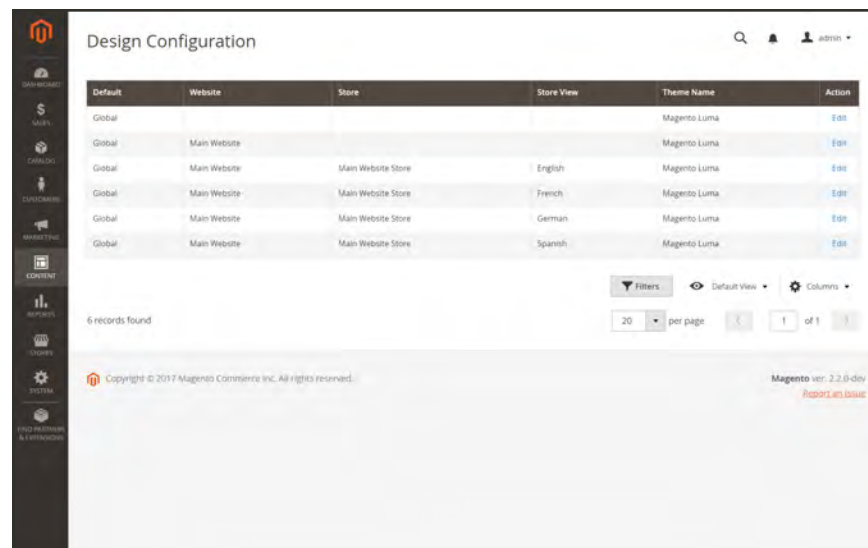 Design Configuration
admin
DASHBOARD
SALES
CATALOG
CUSTOMERS
MARKETING
CONTENT
REPORTS
STORES
SYSTEM
FIND PARTNERS
& EXTENSIONS
Default Website Store Store View Theme Name Action
Global Magento Luma Edit
Global Main Website Magento Luma Edit
Global Main Website Main Website Store English Magento Luma Edit
Global Main Website Main Website Store French Magento Luma Edit
Global Main Website Main Website Store German Magento Luma Edit
Global Main Website Main Website Store Spanish Magento Luma Edit
Filters Default View Columns
6 records found 20 per page 1 of 1
Copyright © 2017 Magento Commerce Inc. All rights reserved. Magento ver. 2.2.0-dev
Report an Issue